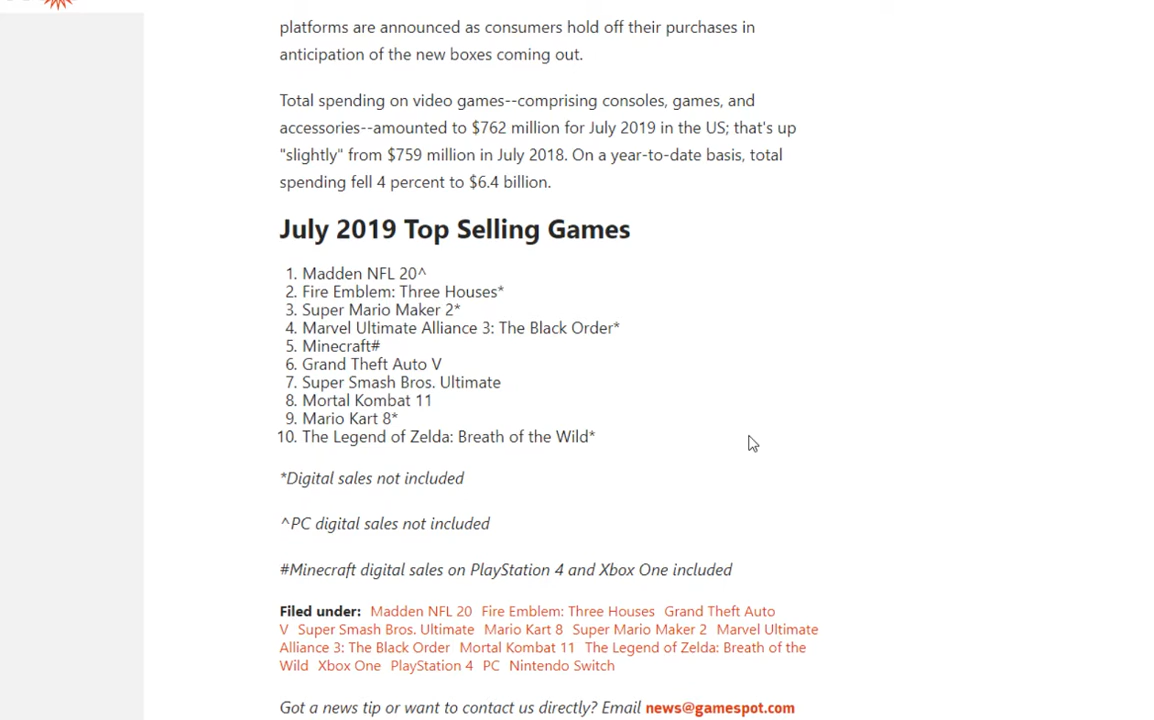 platforms are announced as consumers hold off their purchases in
anticipation of the new boxes coming out.
Total spending on video games--comprising consoles, games, and
accessories--amounted to $762 million for July 2019 in the US; that's up
"slightly" from $759 million in July 2018. On a year-to-date basis, total
spending fell 4 percent to $6.4 billion.
July 2019 Top Selling Games
1. Madden NFL 20^
2. Fire Emblem: Three Houses*
3. Super Mario Maker 2*
4. Marvel Ultimate Alliance 3: The Black Order*
5. Minecraft#
6. Grand Theft Auto V
7. Super Smash Bros. Ultimate
8. Mortal Kombat 11
9. Mario Kart 8*
10. The Legend of Zelda: Breath of the Wild*
*Digital sales not included
^PC digital sales not included
#Minecraft digital sales on PlayStation 4 and Xbox One included
Filed under: Madden NFL 20 Fire Emblem: Three Houses Grand Theft Auto
V Super Smash Bros. Ultimate Mario Kart 8 Super Mario Maker 2 Marvel Ultimate
Alliance 3: The Black Order Mortal Kombat 11 The Legend of Zelda: Breath of the
Wild Xbox One PlayStation 4 PC Nintendo Switch
Got a news tip or want to contact us directly? Email news@gamespot.com